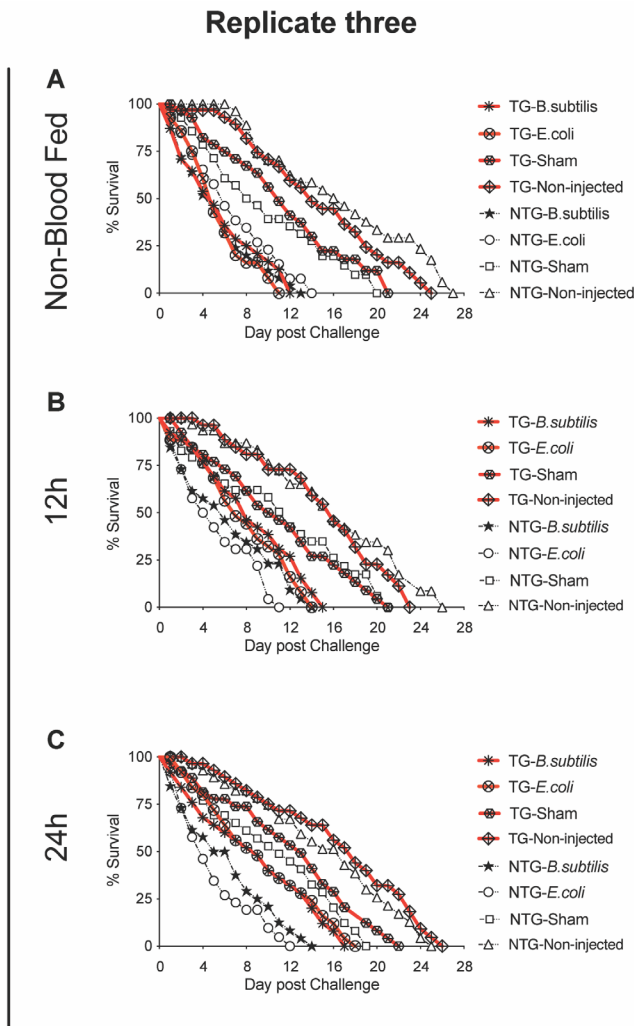 Replicate three
A
Non-Blood Fed
% Survival
100
75
50
25
0
0 4 8 12 16 20 24 28
Day post Challenge
TG-B.subtilis
TG-E.coli
TG-Sham
TG-Non-injected
NTG-B.subtilis
NTG-E.coli
NTG-Sham
NTG-Non-injected
B
12h
% Survival
100
75
50
25
0
0 4 8 12 16 20 24 28
Day post Challenge
TG-B.subtilis
TG-E.coli
TG-Sham
TG-Non-injected
NTG-B.subtilis
NTG-E.coli
NTG-Sham
NTG-Non-injected
C
24h
% Survival
100
75
50
25
0
0 4 8 12 16 20 24 28
Day post Challenge
TG-B.subtilis
TG-E.coli
TG-Sham
TG-Non-injected
NTG-B.subtilis
NTG-E.coli
NTG-Sham
NTG-Non-injected